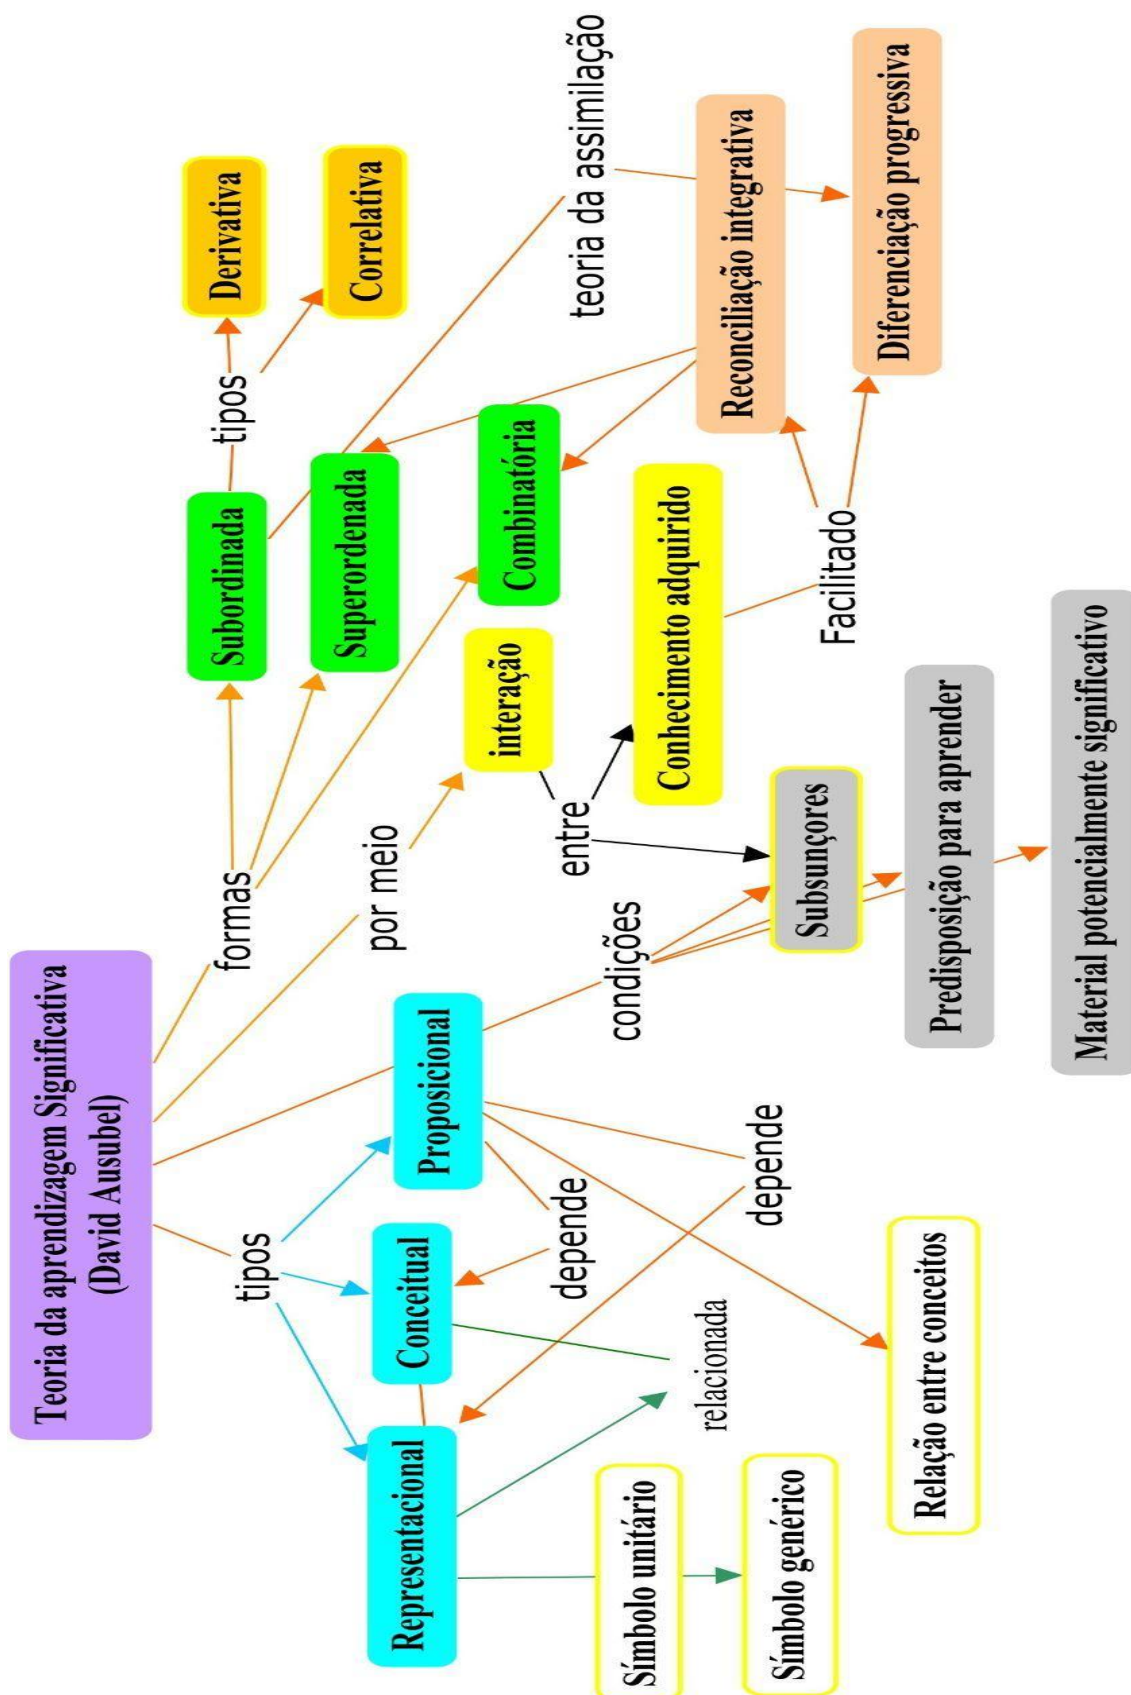 Teoria da aprendizagem Significativa
(David Ausubel)
tipos
por meio
formas
Representacional
Conceitual
Proposicional
interação
Subordinada
tipos
Derivativa
Superordenada
Correlativa
Combinatória
depende
condições
entre
teoria da assimilação
relacionada
depende
Símbolo unitário
Símbolo genérico
Relação entre conceitos
Subsunçores
Conhecimento adquirido
Predisposição para aprender
Facilitado
Reconciliação integrativa
Material potencialmente significativo
Diferenciação progressiva